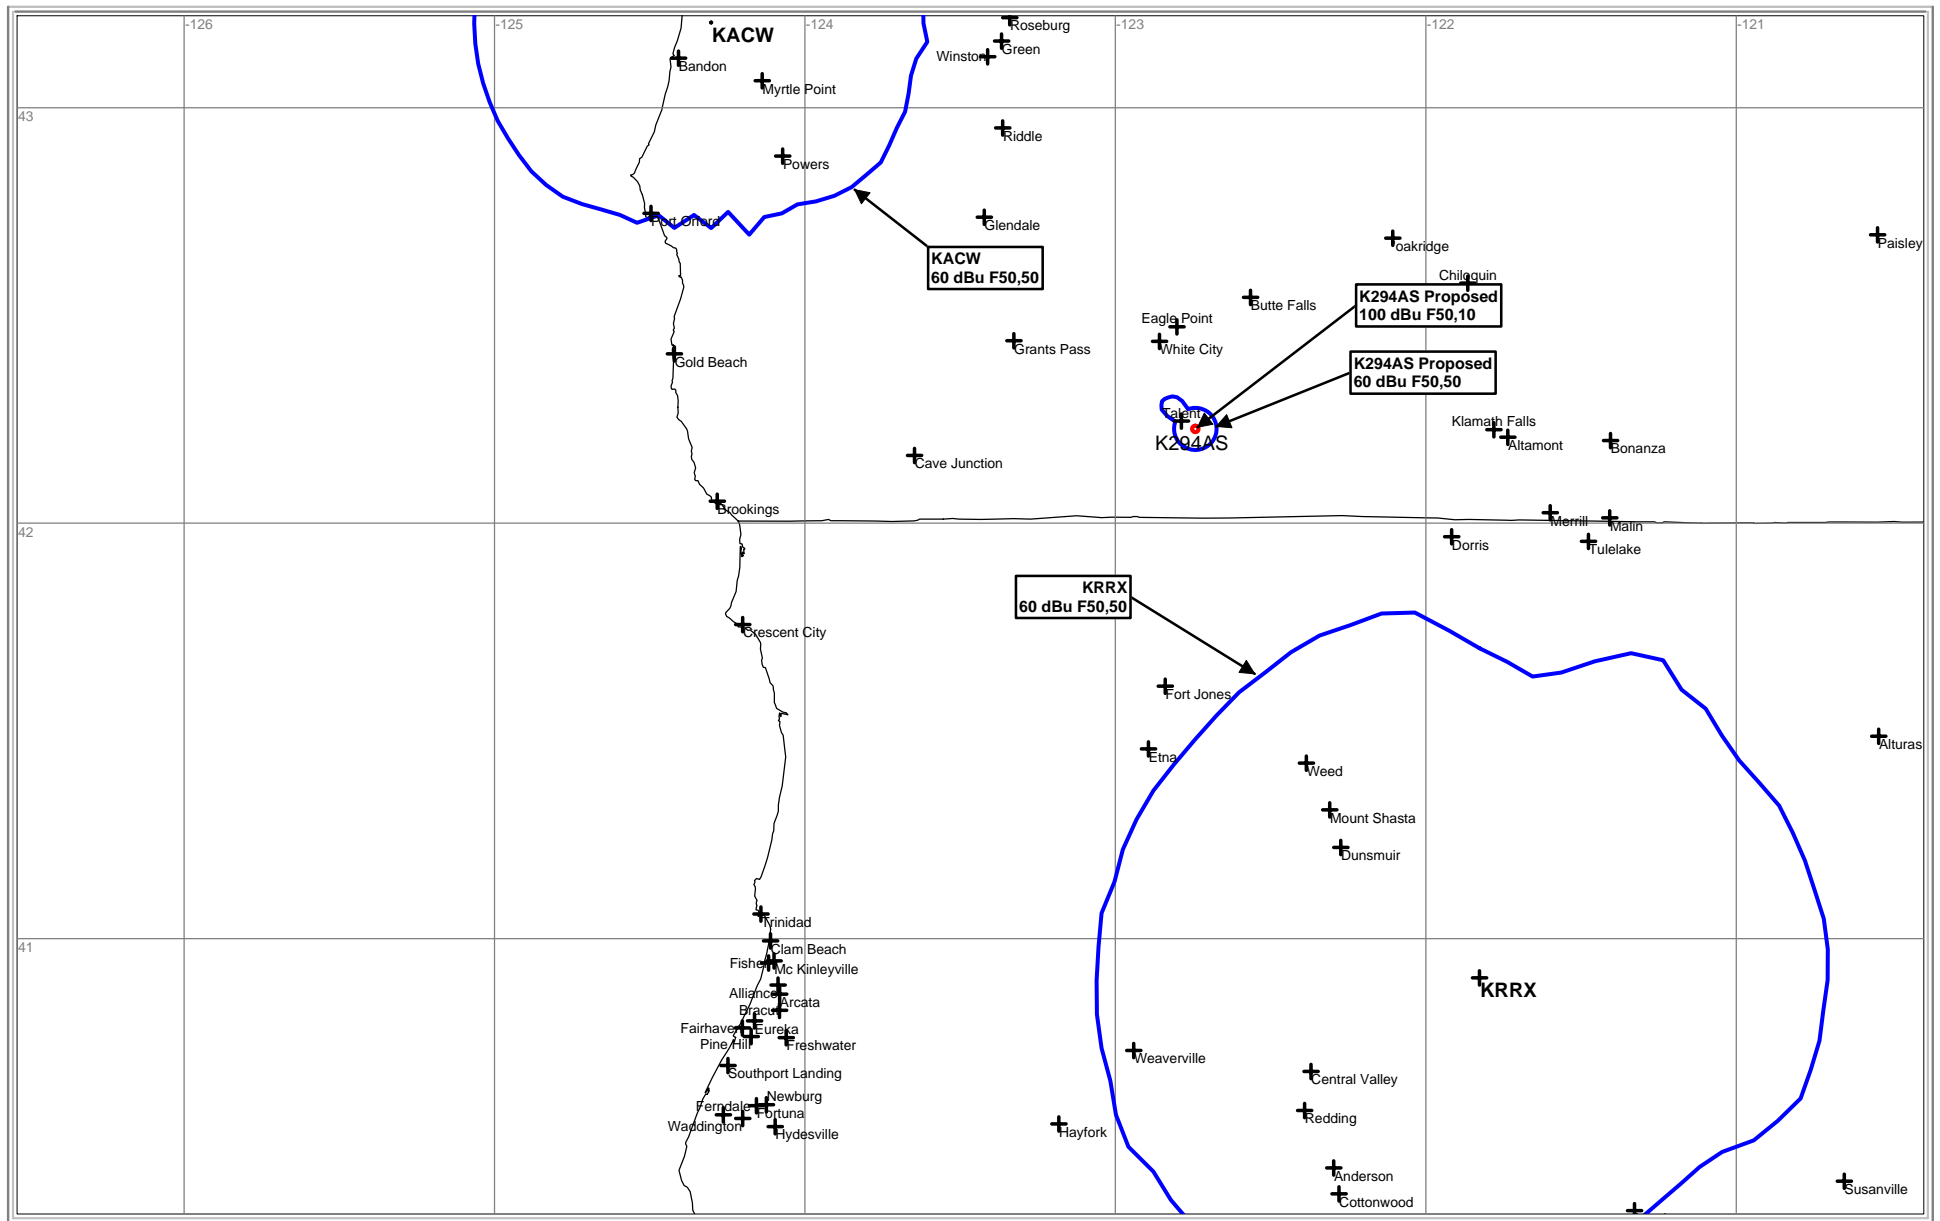 -126
-125
-124
-123
-122
-121
KACW
Roseburg
Green
Winston
Bandon
Myrtle Point
43
Riddle
Powers
Port Orford
Glendale
oakridge
Paisley
KACW
60 dBu F50,50
Chiloquin
K294AS Proposed
100 dBu F50,10
Butte Falls
Eagle Point
White City
Grants Pass
Gold Beach
K294AS Proposed
60 dBu F50,50
Talent
K294AS
Klamath Falls
Altamont
Bonanza
Cave Junction
Brookings
42
Merrill
Malin
Dorris
Tulelake
KRRX
60 dBu F50,50
Crescent City
Fort Jones
Etna
Weed
Alturas
Mount Shasta
Dunsmuir
Trinidad
41
Clam Beach
Fisher
Mc Kinleyville
KRRX
Alliance
Arcata
Bracut
Fairhaven
Eureka
Pine Hill
Freshwater
Weaverville
Southport Landing
Central Valley
Newburg
Ferndale
Fortuna
Redding
Waddington
Hydesville
Hayfork
Anderson
Susanville
Cottonwood